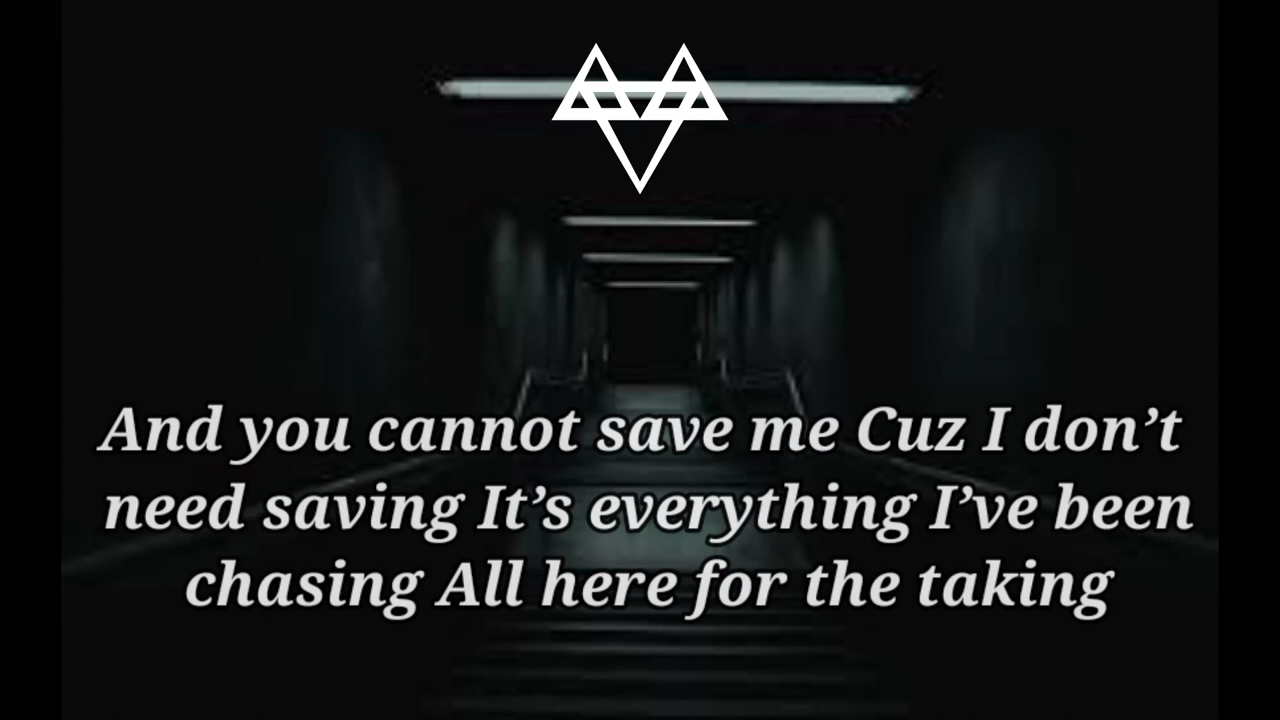 And you cannot save me Cuz I don’t
need saving It’s everything I’ve been
chasing All here for the taking